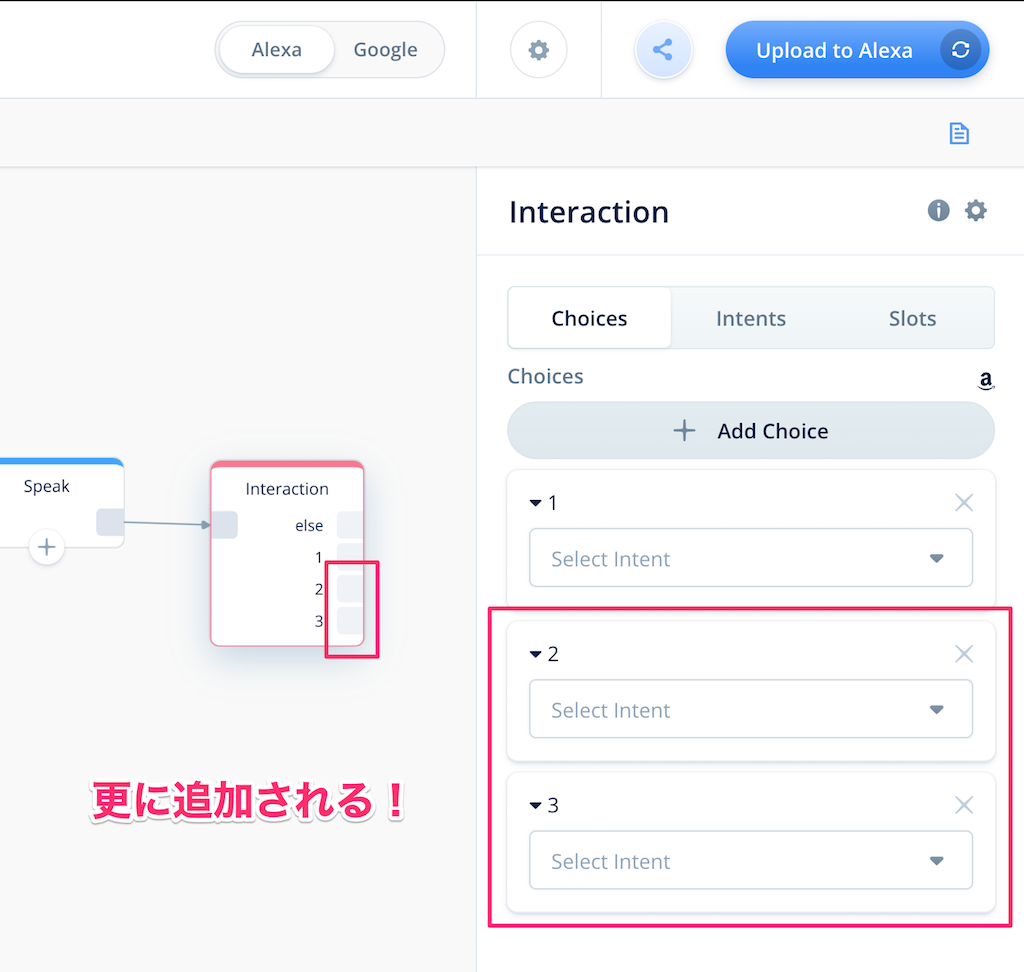 Alexa Google Upload to Alexa
Interaction
Choices Intents Slots
Choices
a
Add Choice
1
Select Intent
2
Select Intent
3
Select Intent
Speak
Interaction
else
1
2
3
更に追加される！